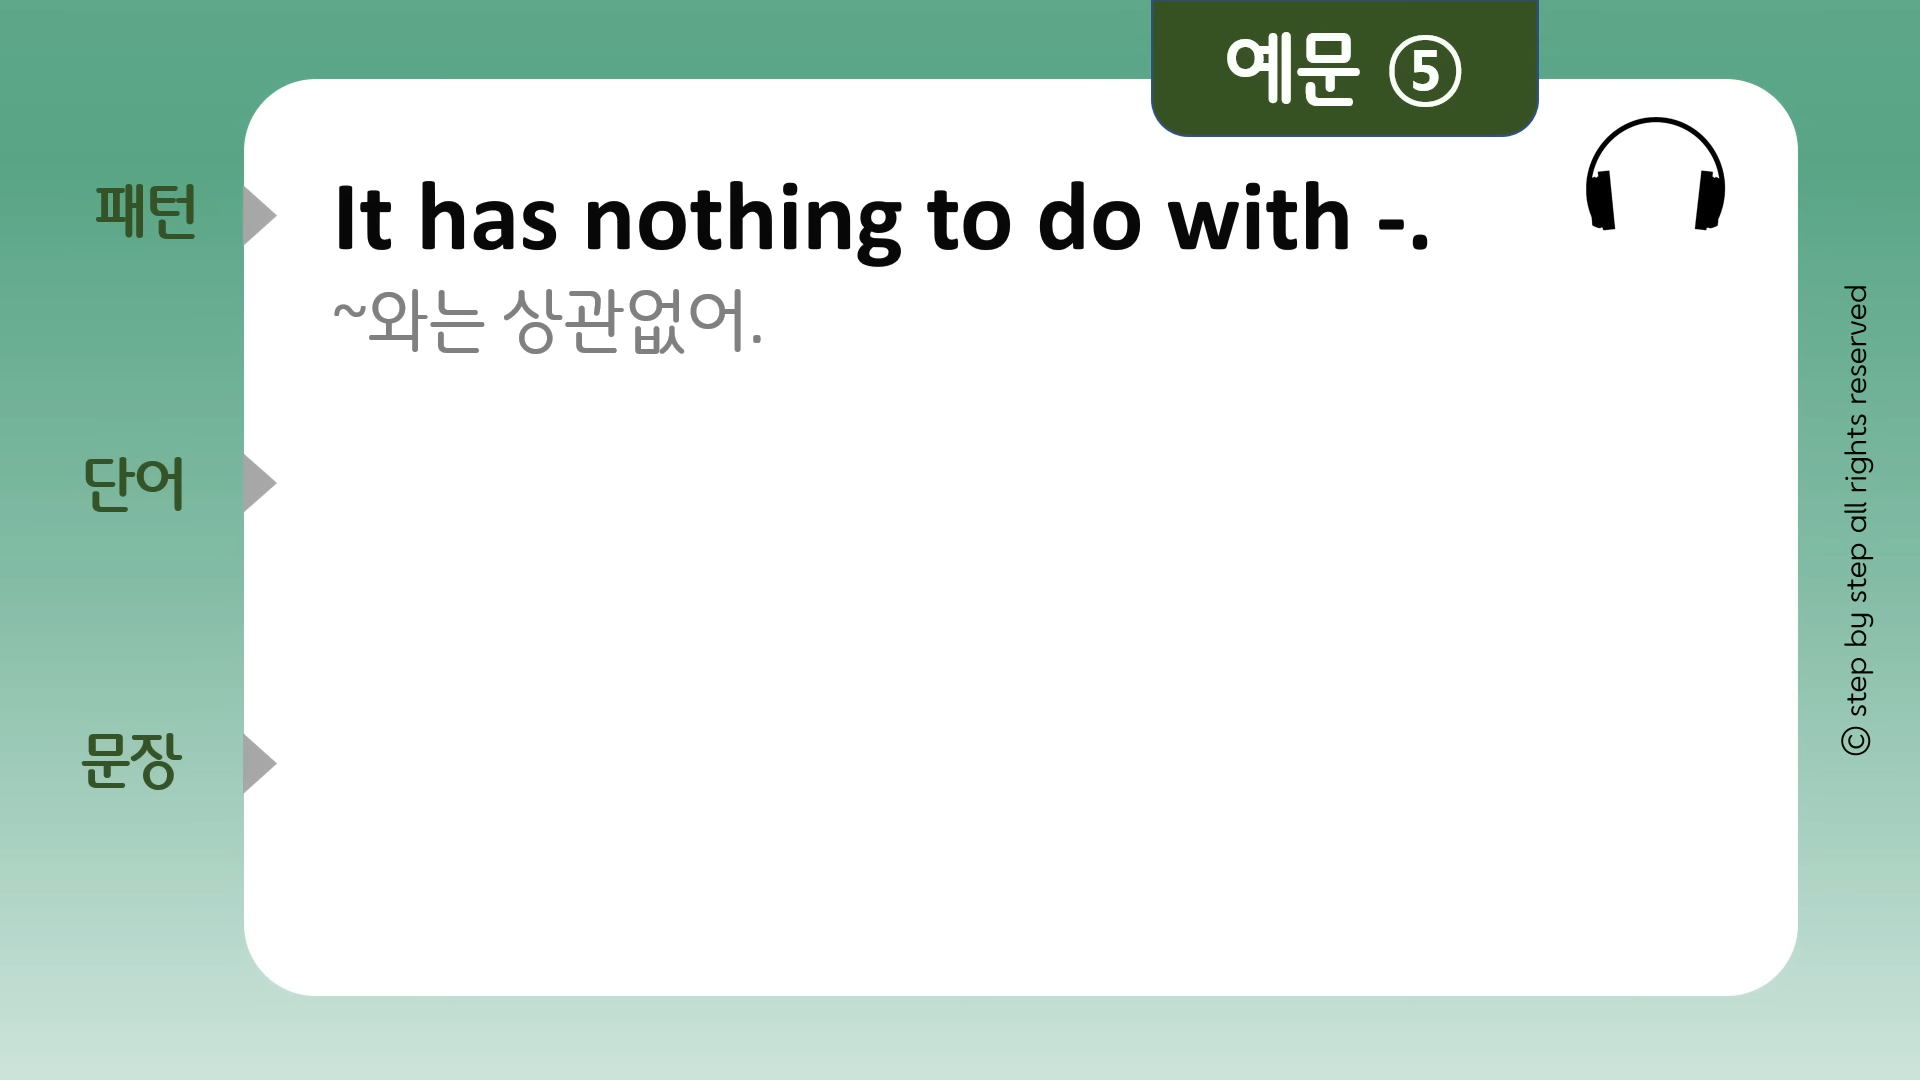 예문 ⑤
패턴
It has nothing to do with -.
~와는 상관없어.
단어
문장
© step by step all rights reserved